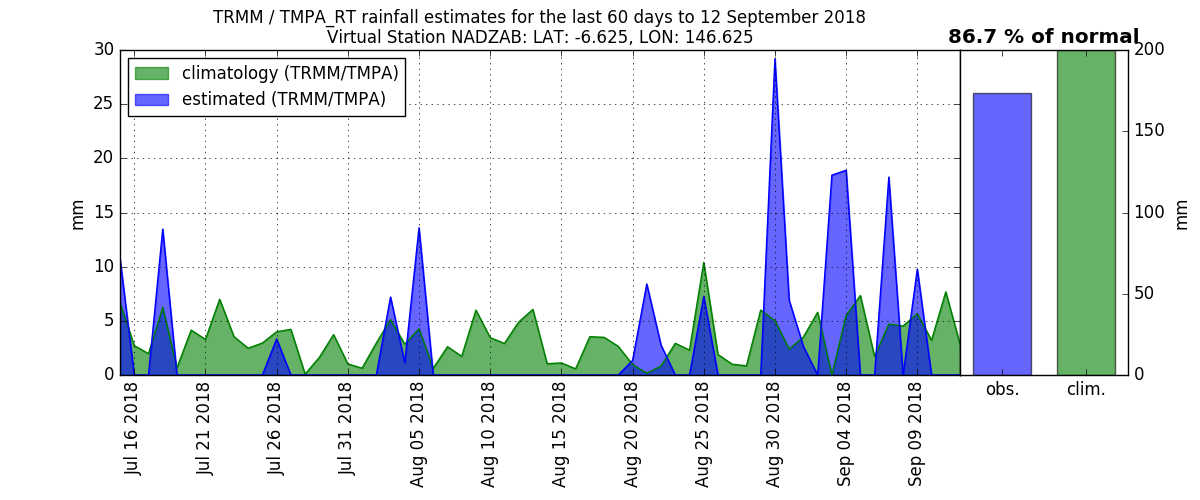 TRMM / TMPA_RT rainfall estimates for the last 60 days to 12 September 2018
Virtual Station NADZAB: LAT: -6.625, LON: 146.625
86.7 % of normal
climatology (TRMM/TMPA)
estimated (TRMM/TMPA)
mm
30
25
20
15
10
5
0
200
150
100
50
0
mm
Jul 16 2018
Jul 21 2018
Jul 26 2018
Jul 31 2018
Aug 05 2018
Aug 10 2018
Aug 15 2018
Aug 20 2018
Aug 25 2018
Aug 30 2018
Sep 04 2018
Sep 09 2018
obs.
clim.